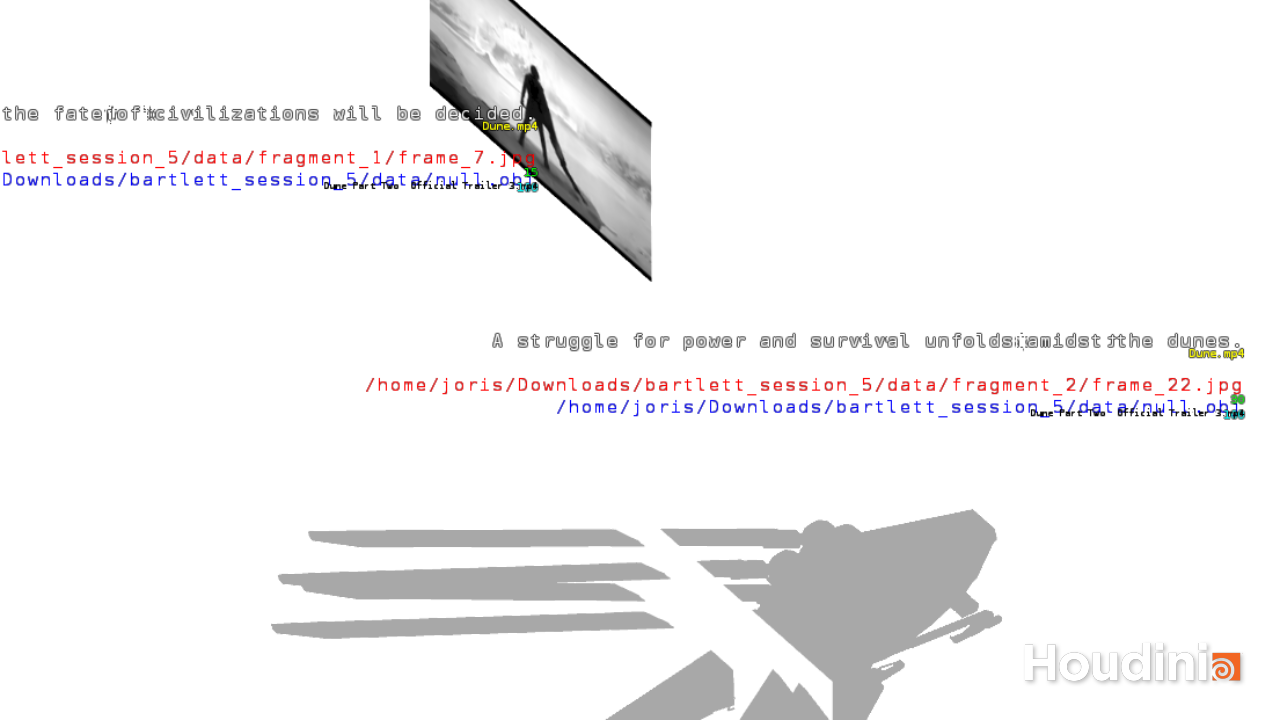 the fate of civilizations will be decided.
Dune.mp4
lett_session_5/data/fragment_1/frame_7.jpg
15
Downloads/bartlett_session_5/data/null.obj
Dune Part Two Official Trailer 3.mp4
A struggle for power and survival unfolds amidst the dunes.
Dune.mp4
/home/joris/Downloads/bartlett_session_5/data/fragment_2/frame_22.jpg
/home/joris/Downloads/bartlett_session_5/data/null.obj
Dune Part Two Official Trailer 3.mp4
Houdini